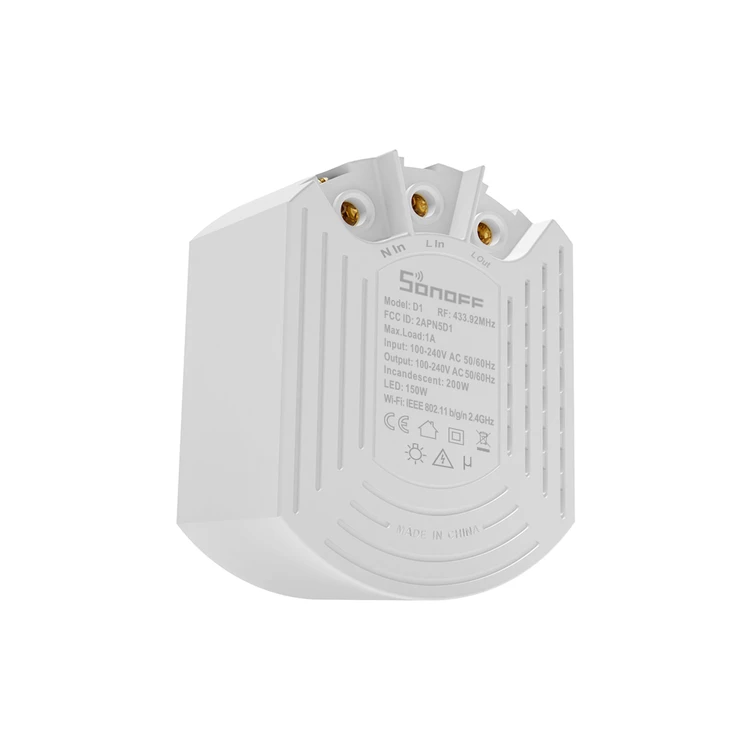 N In L In L Out
SONOFF
Model: D1 RF: 433.92MHz
FCC ID: 2APN5D1
Max.Load:1A
Input: 100-240V AC 50/60Hz
Output: 100-240V AC 50/60Hz
Incandescent: 200W
LED: 150W
Wi-Fi: IEEE 802.11 b/g/n 2.4GHz
CE
μ
MADE IN CHINA